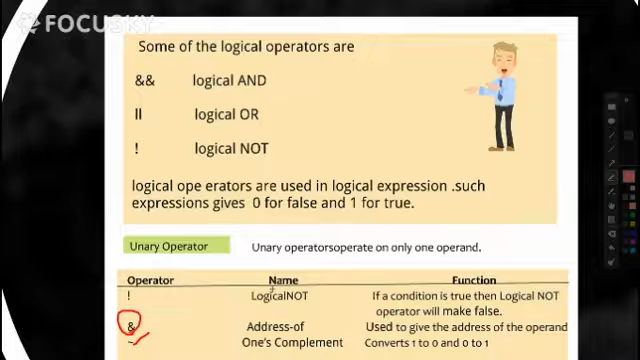 FOCUSKY
Some of the logical operators are
&& logical AND
ll logical OR
! logical NOT
logical ope erators are used in logical expression .such
expressions gives 0 for false and 1 for true.
Unary Operator Unary operatorsoperate on only one operand.
Operator Name Function
! LogicalNOT If a condition is true then Logical NOT
operator will make false.
& Address-of Used to give the address of the operand
~ One's Complement Converts 1 to 0 and 0 to 1